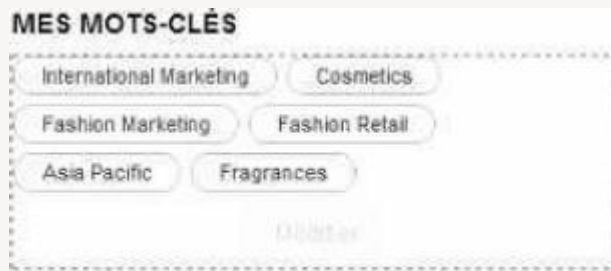 MES MOTS-CLÉS
International Marketing Cosmetics
Fashion Marketing Fashion Retail
Asia Pacific Fragrances